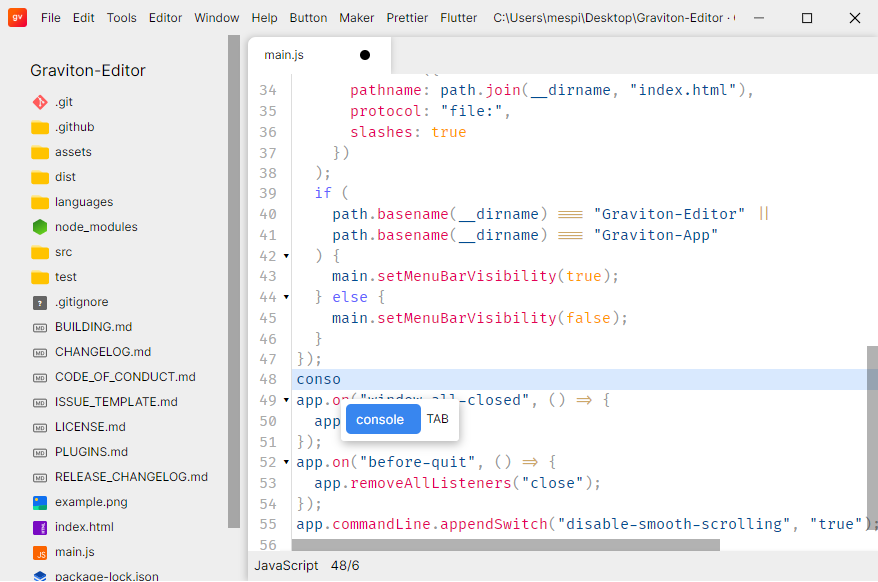 gv File Edit Tools Editor Window Help Button Maker Prettier Flutter C:\Users\mespi\Desktop\Graviton-Editor ·
Graviton-Editor
.git
.github
assets
dist
languages
node_modules
src
test
.gitignore
BUILDING.md
CHANGELOG.md
CODE_OF_CONDUCT.md
ISSUE_TEMPLATE.md
LICENSE.md
PLUGINS.md
RELEASE_CHANGELOG.md
example.png
index.html
main.js
package-lock.json
main.js
34 pathname: path.join(__dirname, "index.html"),
35 protocol: "file:",
36 slashes: true
37 })
38 );
39 if (
40 path.basename(__dirname) === "Graviton-Editor" ||
41 path.basename(__dirname) === "Graviton-App"
42 ) {
43 main.setMenuBarVisibility(true);
44 } else {
45 main.setMenuBarVisibility(false);
46 }
47 });
48 conso
49 app.on("window-all-closed", () => {
50 app
console TAB
51 });
52 app.on("before-quit", () => {
53 app.removeAllListeners("close");
54 });
55 app.commandLine.appendSwitch("disable-smooth-scrolling", "true");
56
JavaScript 48/6